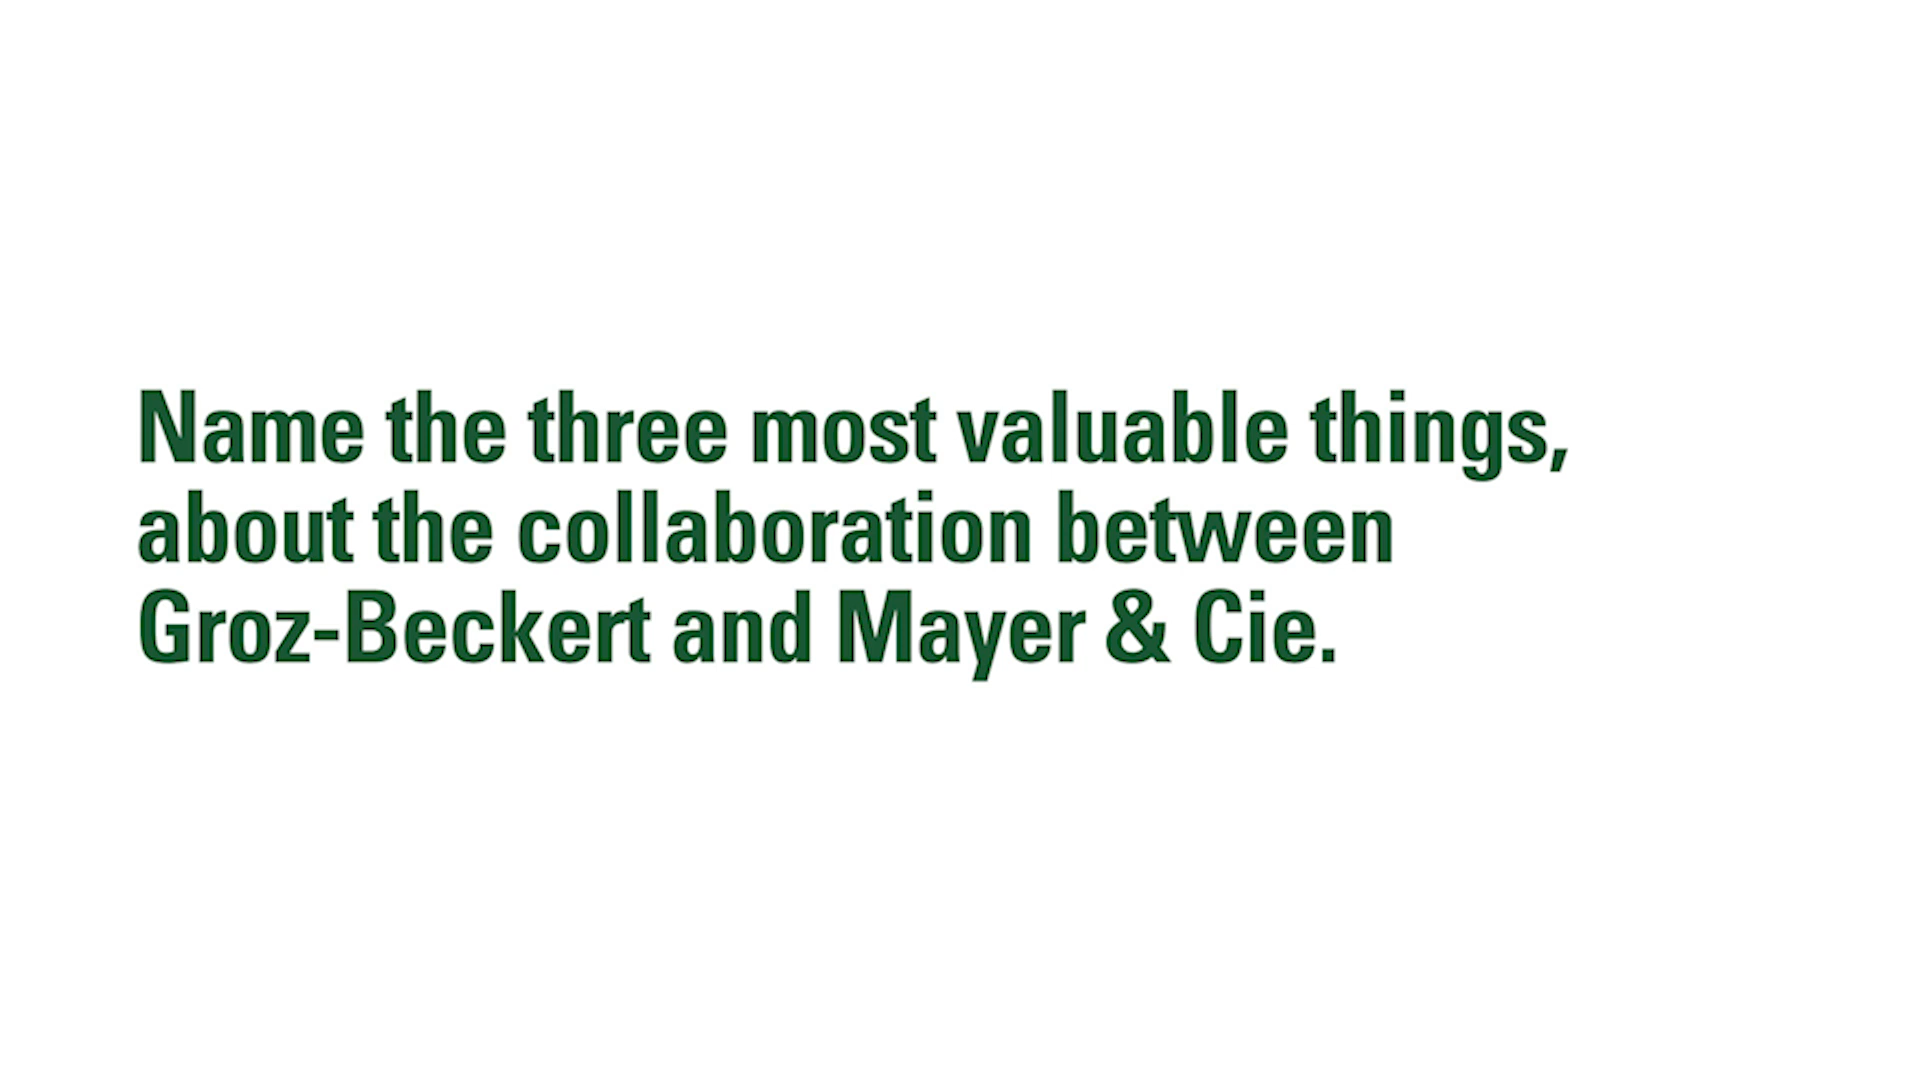 Name the three most valuable things,
about the collaboration between
Groz-Beckert and Mayer & Cie.